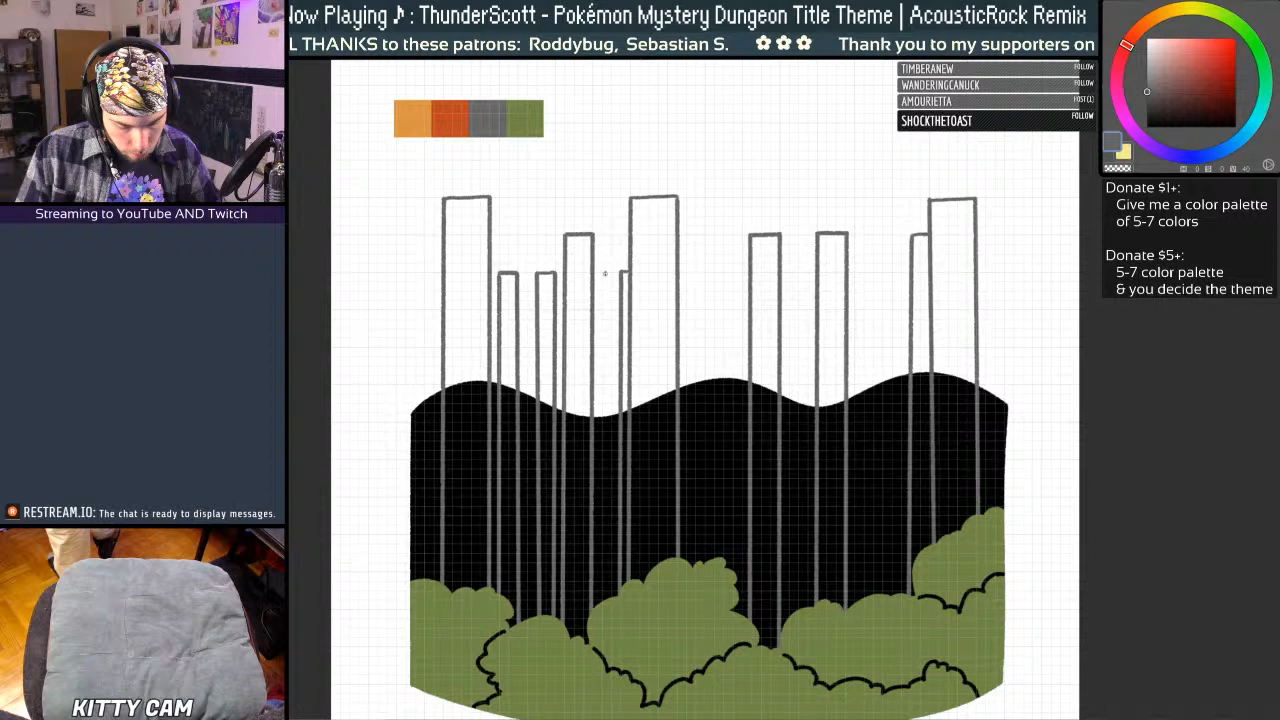 Now Playing ♪ : ThunderScott - Pokémon Mystery Dungeon Title Theme | AcousticRock Remix
L THANKS to these patrons: Roddybug, Sebastian S. ✿ ✿ ✿ Thank you to my supporters on
TIMBERANEW FOLLOW
WANDERINGCANUCK FOLLOW
AMOURIETTA HOST(1)
SHOCKTHETOAST FOLLOW
Donate $1+:
Give me a color palette
of 5-7 colors
Donate $5+:
5-7 color palette
& you decide the theme
Streaming to YouTube AND Twitch
RESTREAM.IO: The chat is ready to display messages.
KITTY CAM